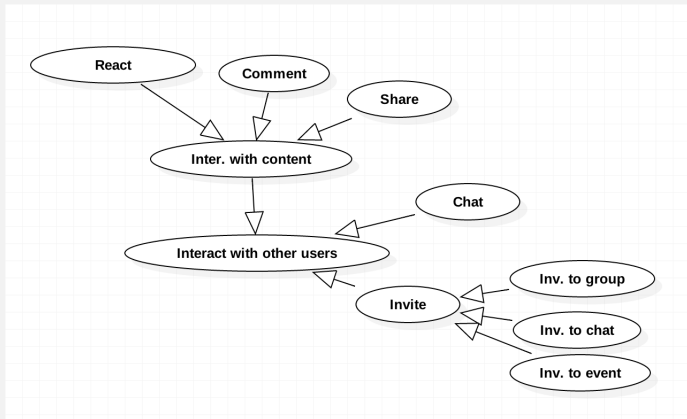 React
Comment
Share
Inter. with content
Chat
Interact with other users
Inv. to group
Invite
Inv. to chat
Inv. to event